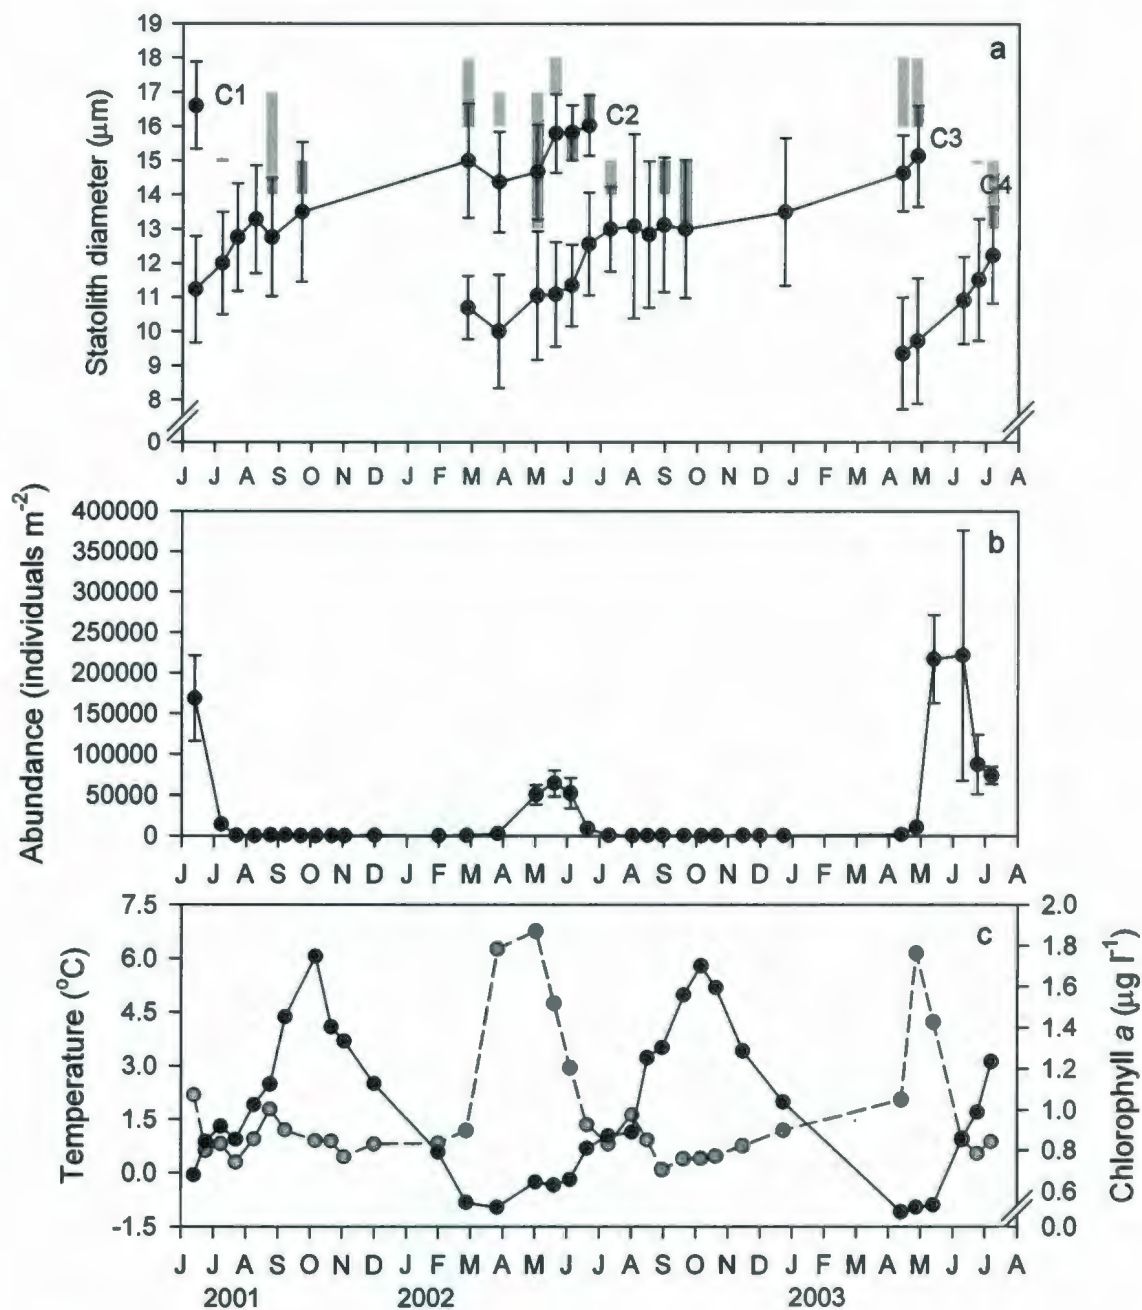 19
18
17
16
15
14
13
12
11
10
9
8
0
Statolith diameter (μm)
a
C1
C2
C3
C4
J J A S O N D J F M A M J J A S O N D J F M A M J J A
400000
350000
300000
250000
200000
150000
100000
50000
0
Abundance (individuals m⁻²)
b
J J A S O N D J F M A M J J A S O N D J F M A M J J A
7.5
6.0
4.5
3.0
1.5
0.0
-1.5
Temperature (°C)
c
2.0
1.8
1.6
1.4
1.2
1.0
0.8
0.6
0.0
Chlorophyll a (μg l⁻¹)
J J A S O N D J F M A M J J A S O N D J F M A M J J A
2001 2002 2003